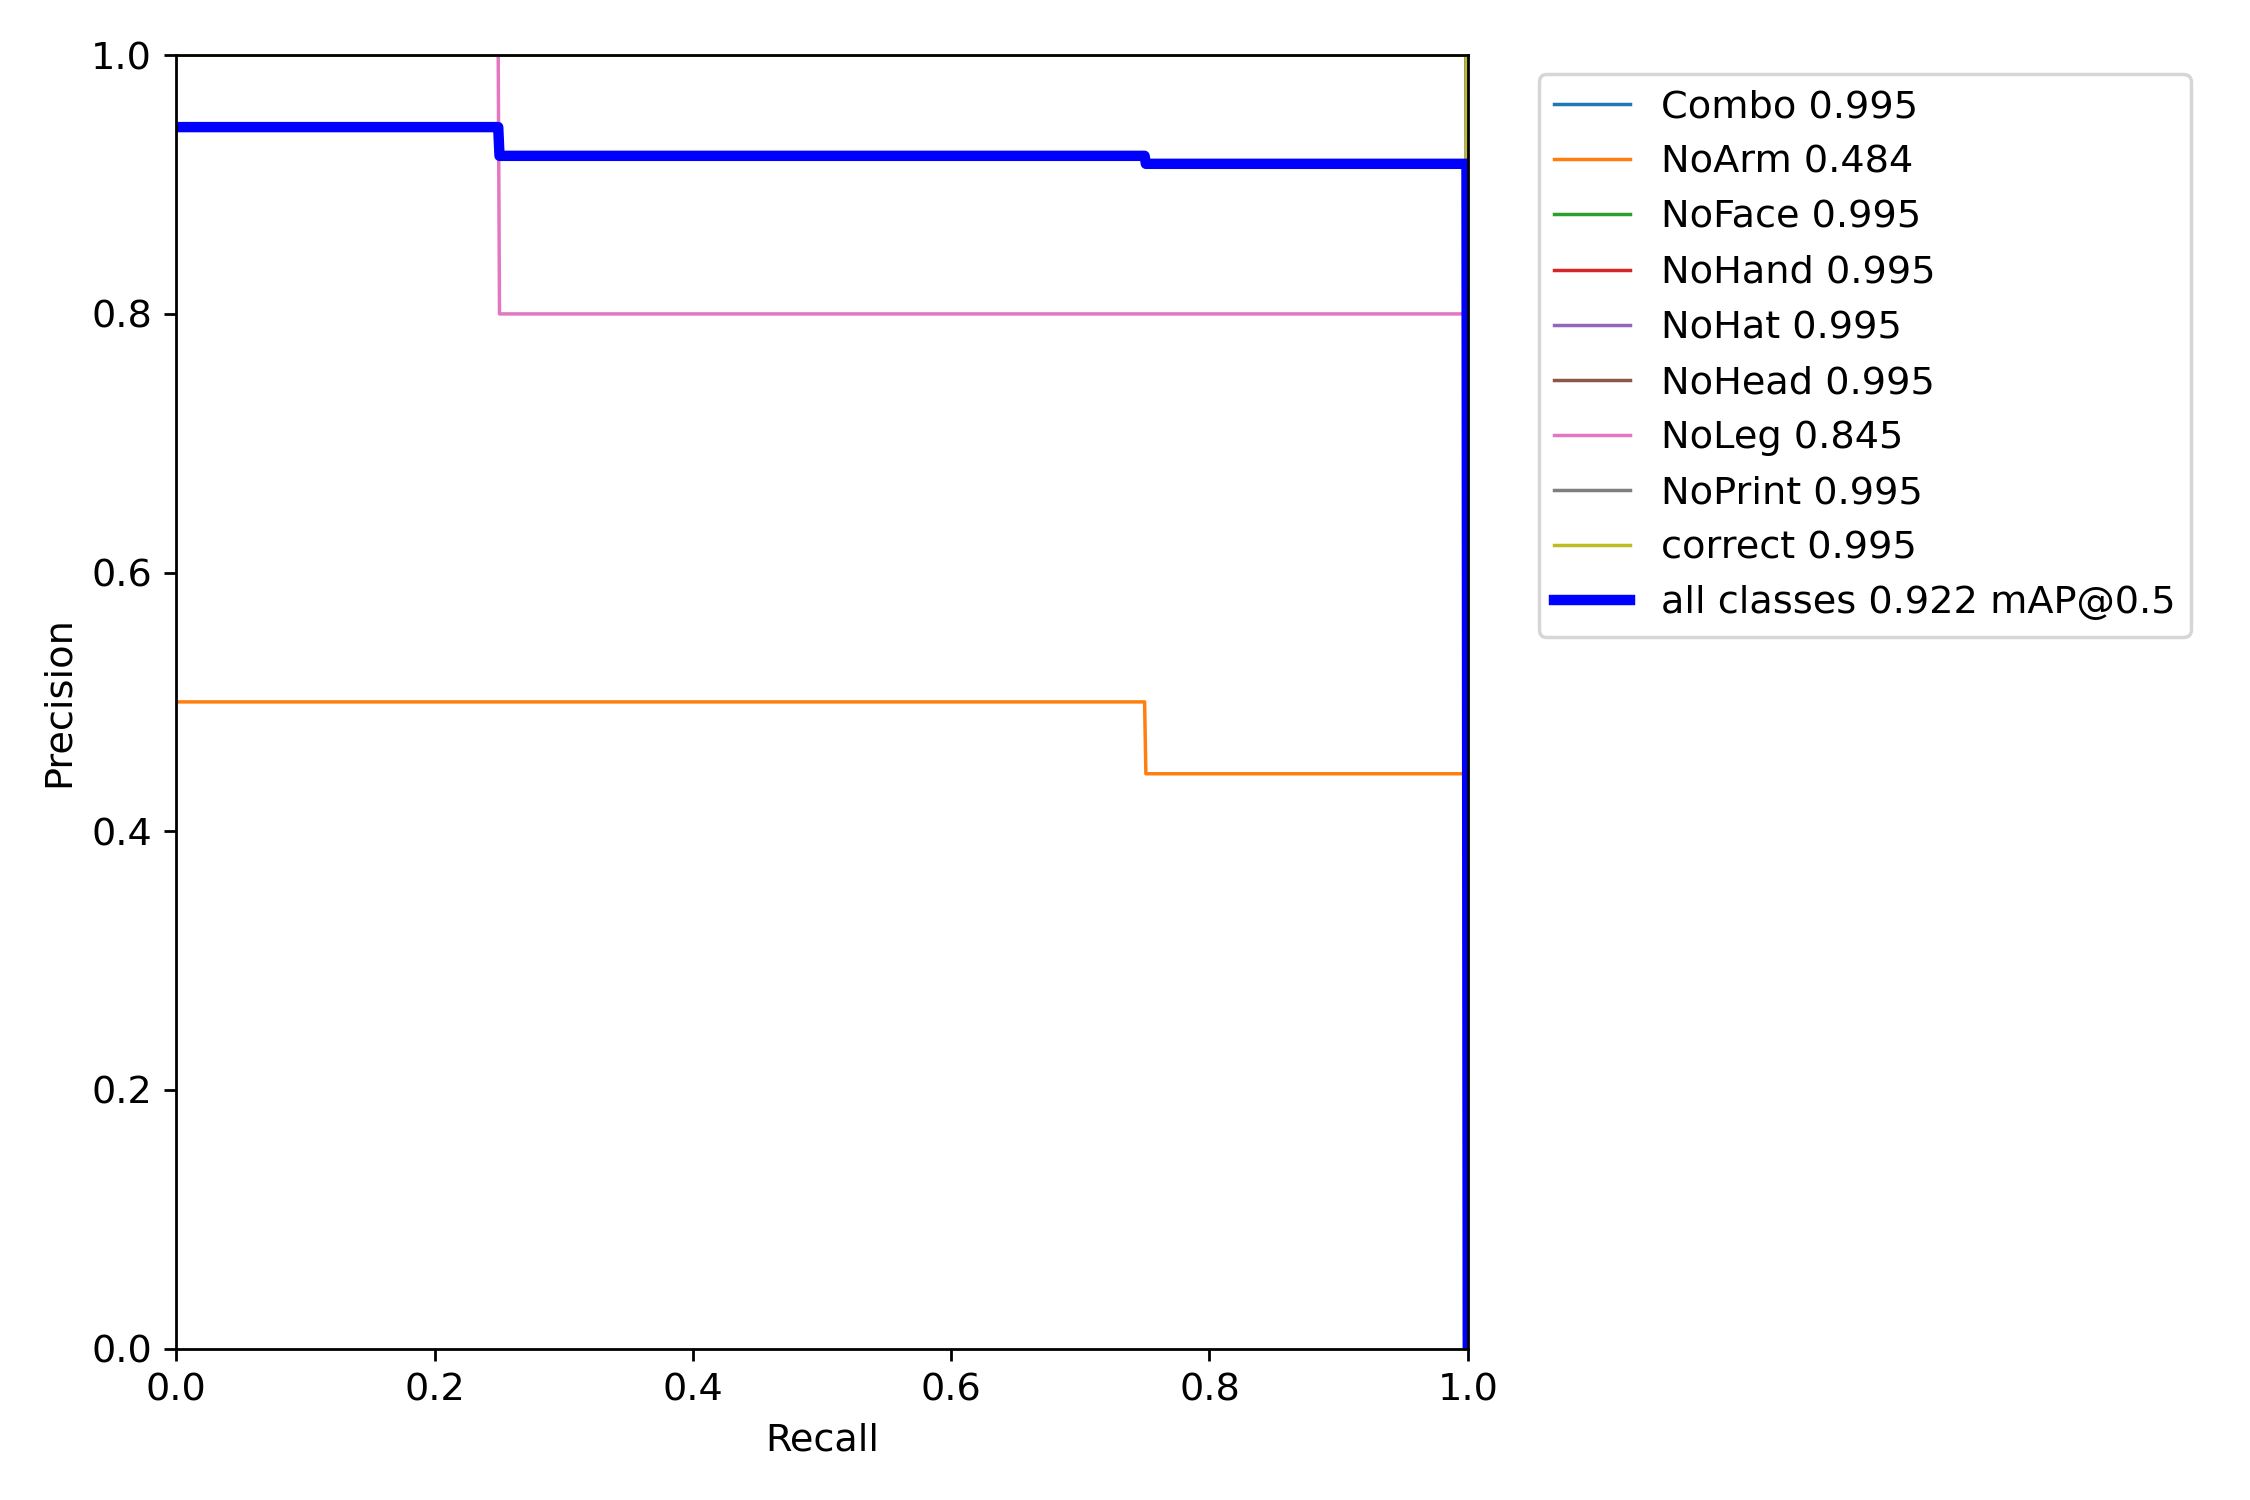 1.0
0.8
0.6
0.4
0.2
0.0
Precision
0.0 0.2 0.4 0.6 0.8 1.0
Recall
Combo 0.995
NoArm 0.484
NoFace 0.995
NoHand 0.995
NoHat 0.995
NoHead 0.995
NoLeg 0.845
NoPrint 0.995
correct 0.995
all classes 0.922 mAP@0.5